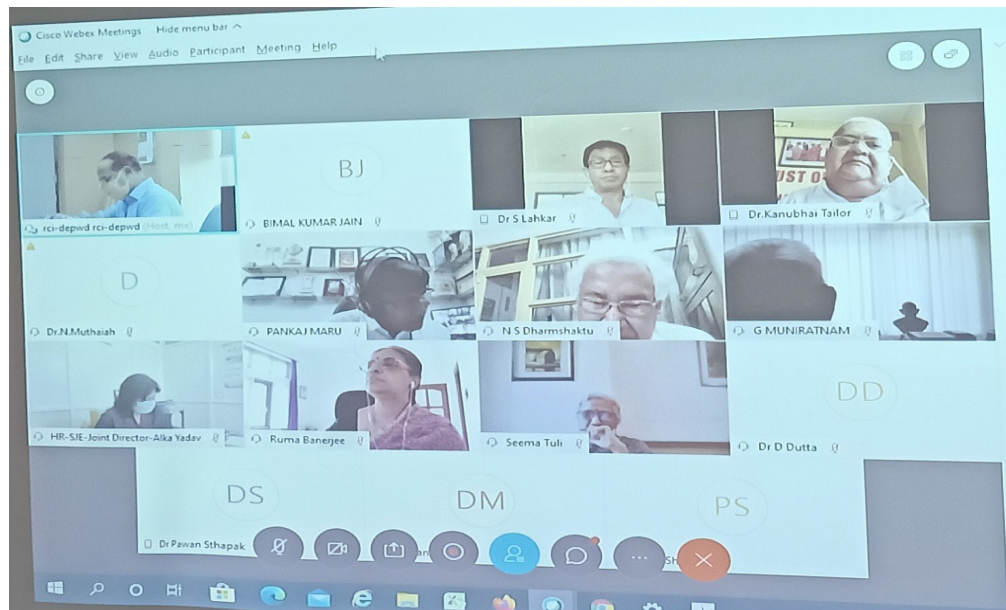 Cisco Webex Meetings Hide menu bar
File Edit Share View Audio Participant Meeting Help
rci-depwd rci-depwd (Host, me)
BJ
BIMAL KUMAR JAIN
Dr S Lahkar
UST O
Dr.Kanubhai Tailor
D
Dr.N.Muthaiah
PANKAJ MARU
N S Dharmshaktu
G MUNIRATNAM
HR-SJE-Joint Director-Alka Yadav
Ruma Banerjee
Seema Tuli
DD
Dr D Dutta
DS
Dr Pawan Sthapak
DM
PS